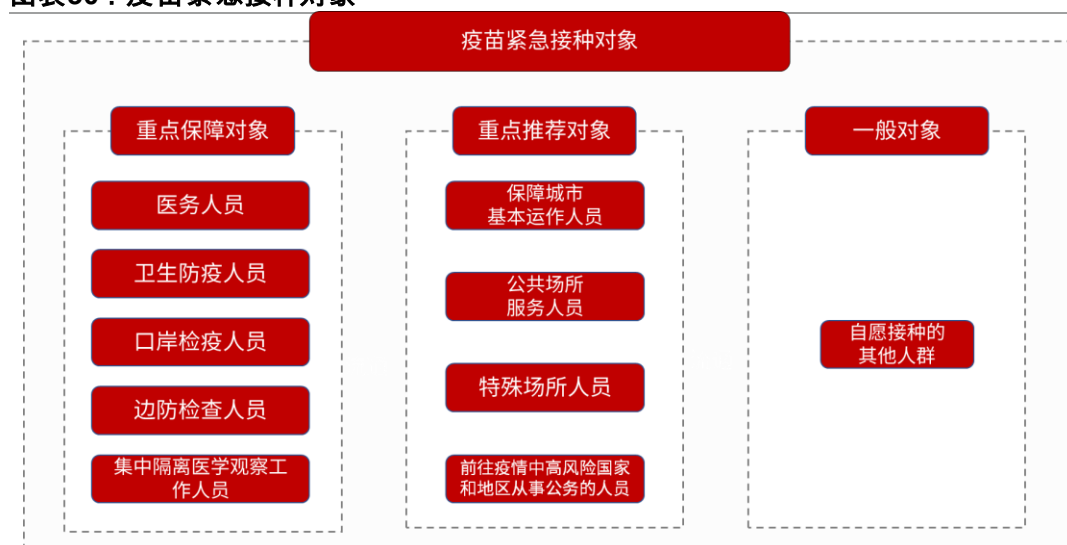 疫苗紧急接种对象
重点保障对象
医务人员
卫生防疫人员
口岸检疫人员
边防检查人员
集中隔离医学观察工
作人员
重点推荐对象
保障城市
基本运作人员
公共场所
服务人员
特殊场所人员
前往疫情中高风险国家
和地区从事公务的人员
一般对象
自愿接种的
其他人群